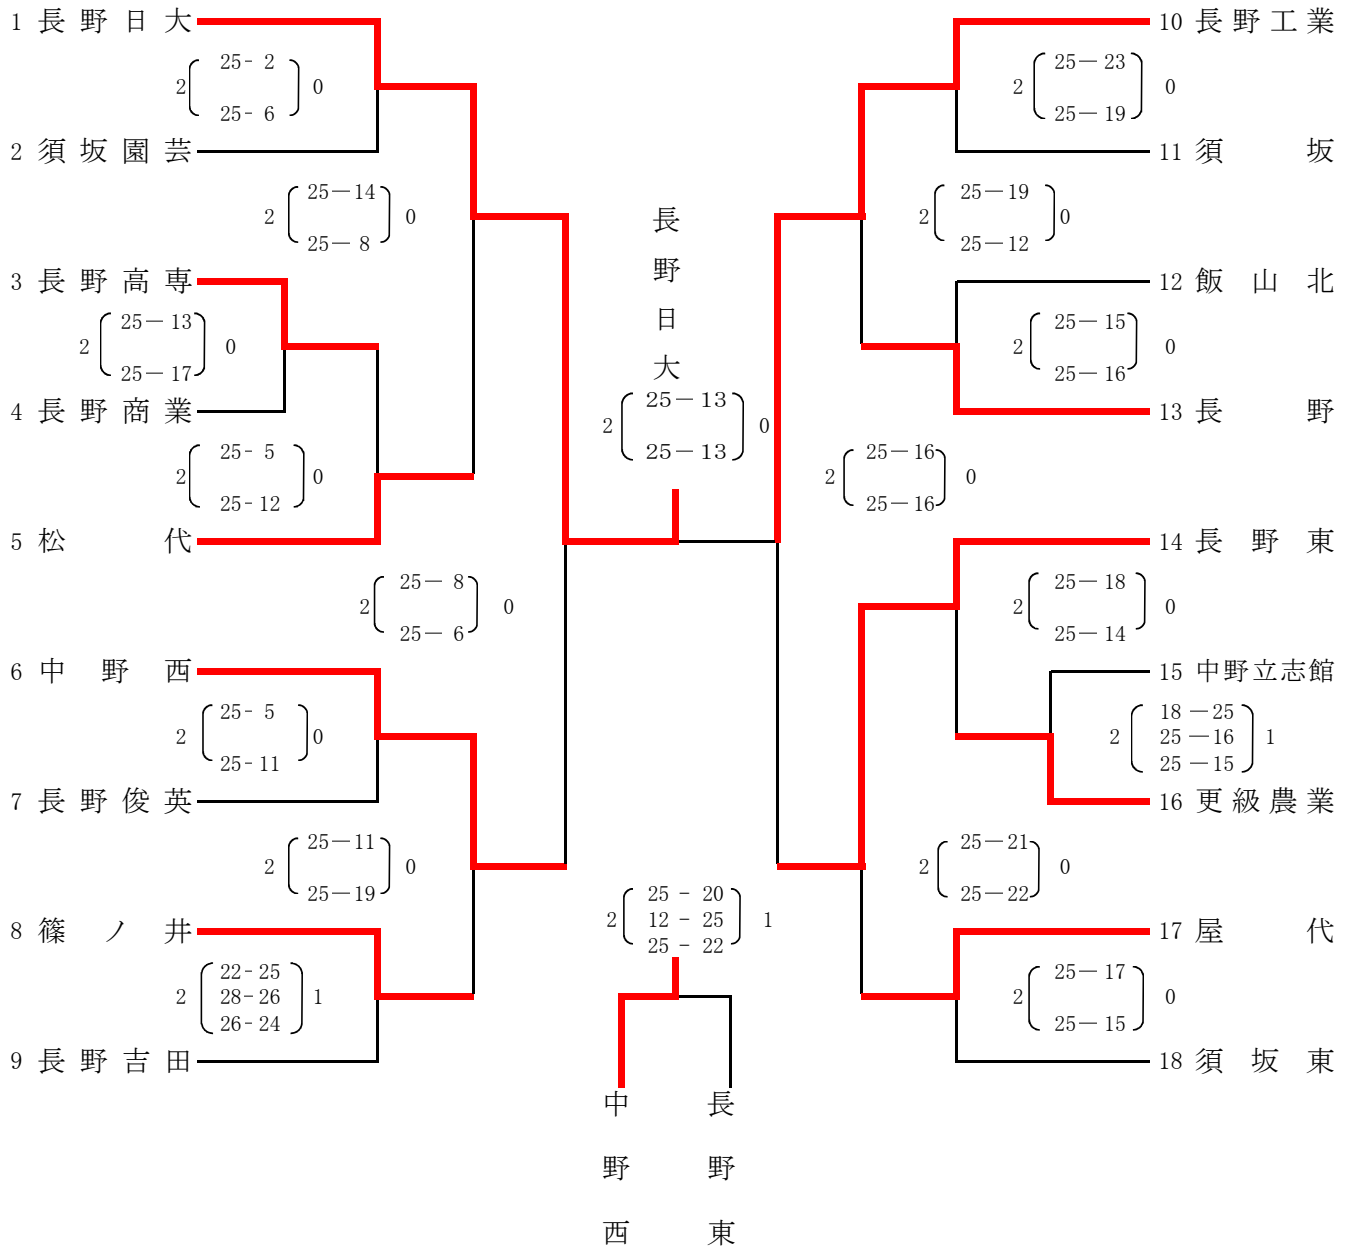 1 長野日大
2 ( 25- 2 ) 0
25- 6
2 須坂園芸
2 ( 25－14 ) 0
25－ 8
3 長野高専
2 ( 25－13 ) 0
25－17
4 長野商業
2 ( 25- 5 ) 0
25-12
5 松代
2 ( 25－ 8 ) 0
25－ 6
6 中野西
2 ( 25- 5 ) 0
25-11
7 長野俊英
2 ( 25－11 ) 0
25－19
8 篠ノ井
22-25
2 ( 28-26 ) 1
26-24
9 長野吉田
長野日大
2 ( 25－13 ) 0
25－13
25 - 20
2 ( 12 - 25 ) 1
25 - 22
中野西
長野東
10 長野工業
2 ( 25－23 ) 0
25－19
11 須坂
2 ( 25－19 ) 0
25－12
12 飯山北
2 ( 25－15 ) 0
25－16
13 長野
2 ( 25－16 ) 0
25－16
14 長野東
2 ( 25－18 ) 0
25－14
15 中野立志館
18－25
2 ( 25－16 ) 1
25－15
16 更級農業
2 ( 25－21 ) 0
25－22
17 屋代
2 ( 25－17 ) 0
25－15
18 須坂東